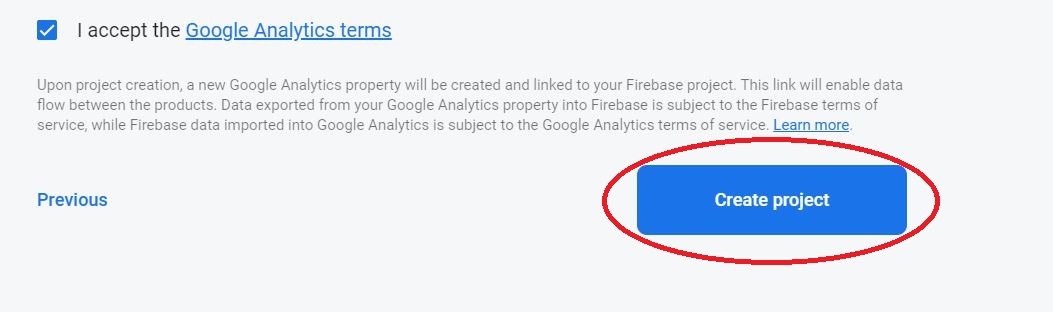 I accept the Google Analytics terms
Upon project creation, a new Google Analytics property will be created and linked to your Firebase project. This link will enable data
flow between the products. Data exported from your Google Analytics property into Firebase is subject to the Firebase terms of
service, while Firebase data imported into Google Analytics is subject to the Google Analytics terms of service. Learn more.
Previous
Create project